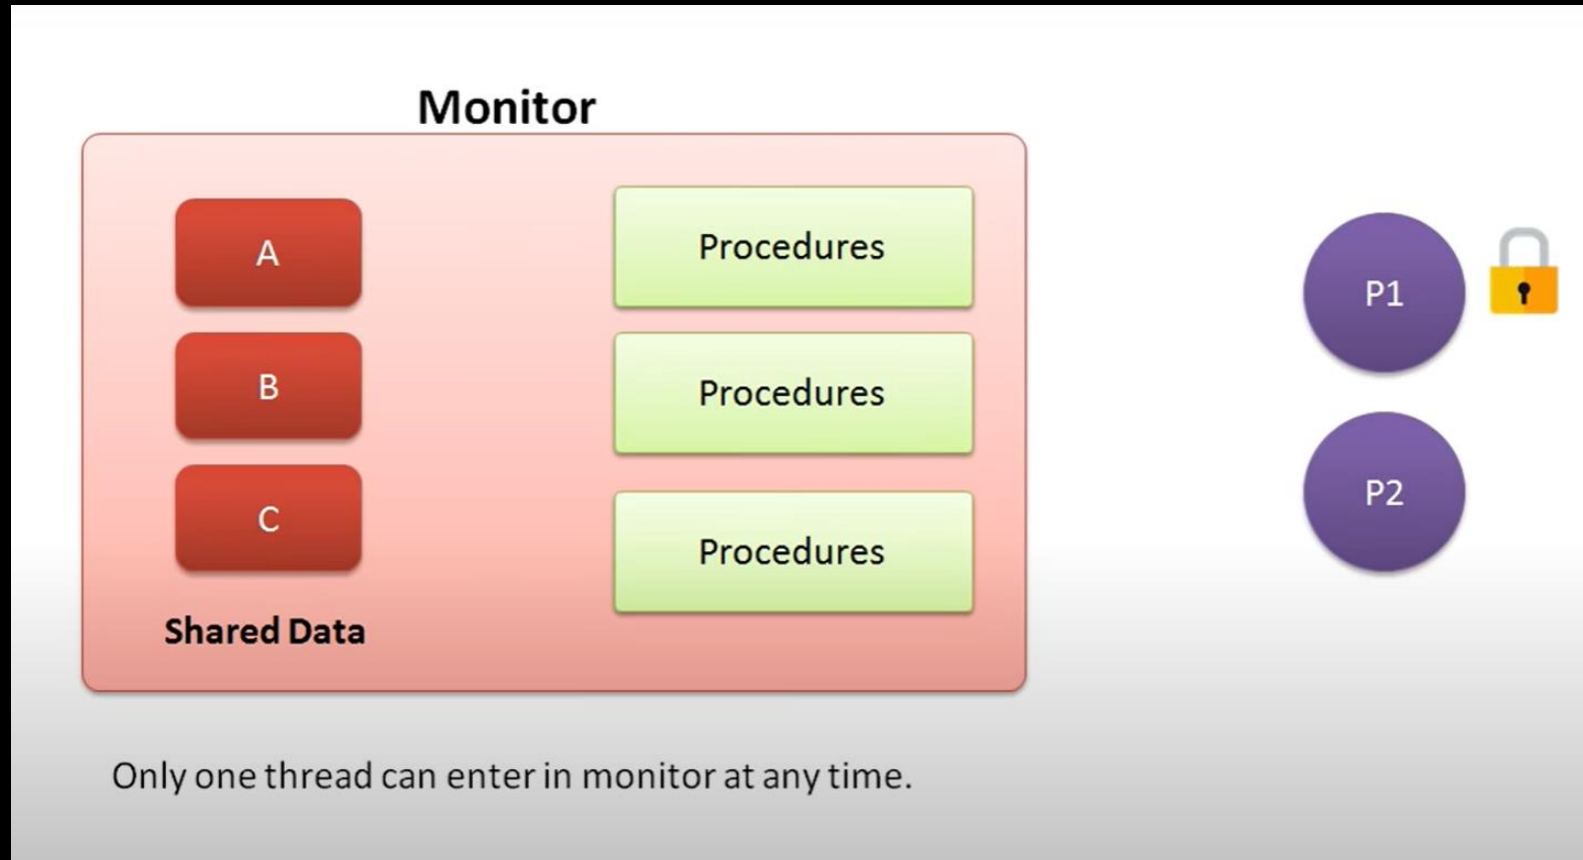 Monitor
A
Procedures
P1
B
Procedures
P2
C
Procedures
Shared Data
Only one thread can enter in monitor at any time.